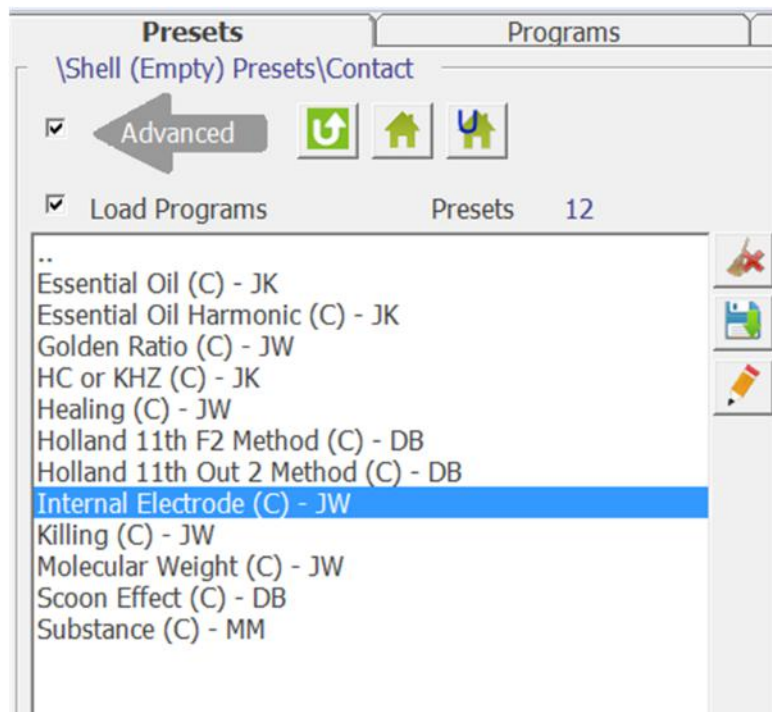 Presets Programs
\Shell (Empty) Presets\Contact
Advanced
Load Programs Presets 12
..
Essential Oil (C) - JK
Essential Oil Harmonic (C) - JK
Golden Ratio (C) - JW
HC or KHZ (C) - JK
Healing (C) - JW
Holland 11th F2 Method (C) - DB
Holland 11th Out 2 Method (C) - DB
Internal Electrode (C) - JW
Killing (C) - JW
Molecular Weight (C) - JW
Scoon Effect (C) - DB
Substance (C) - MM